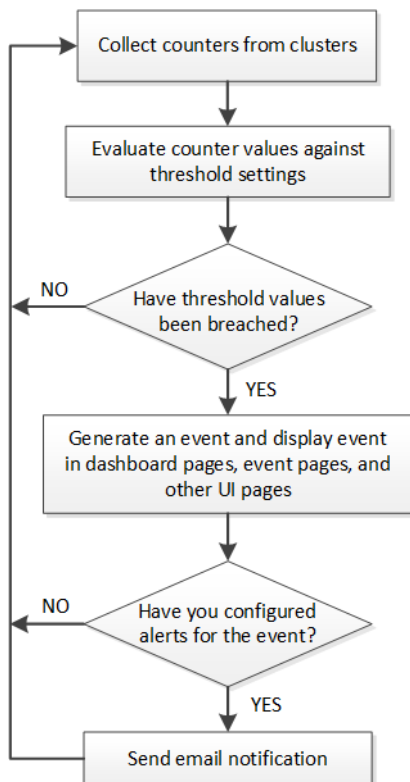 Collect counters from clusters
Evaluate counter values against
threshold settings
NO
Have threshold values
been breached?
YES
Generate an event and display event
in dashboard pages, event pages, and
other UI pages
NO
Have you configured
alerts for the event?
YES
Send email notification